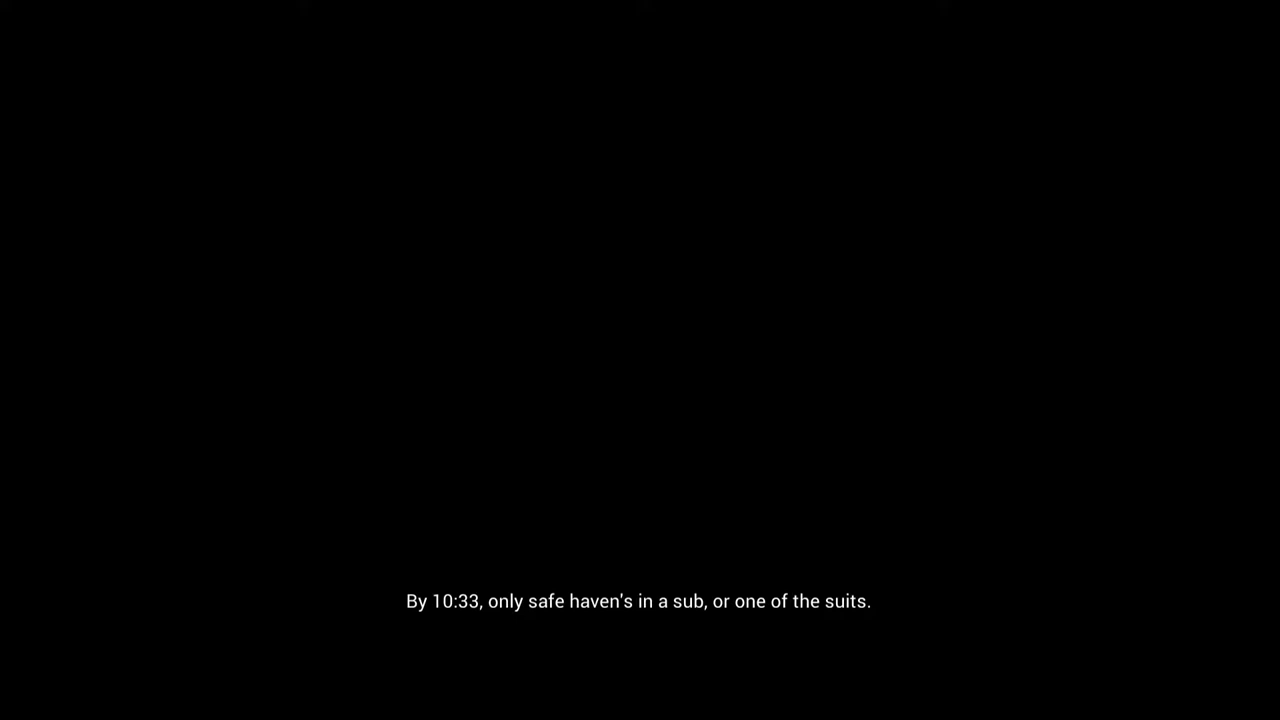 By 10:33, only safe haven's in a sub, or one of the suits.